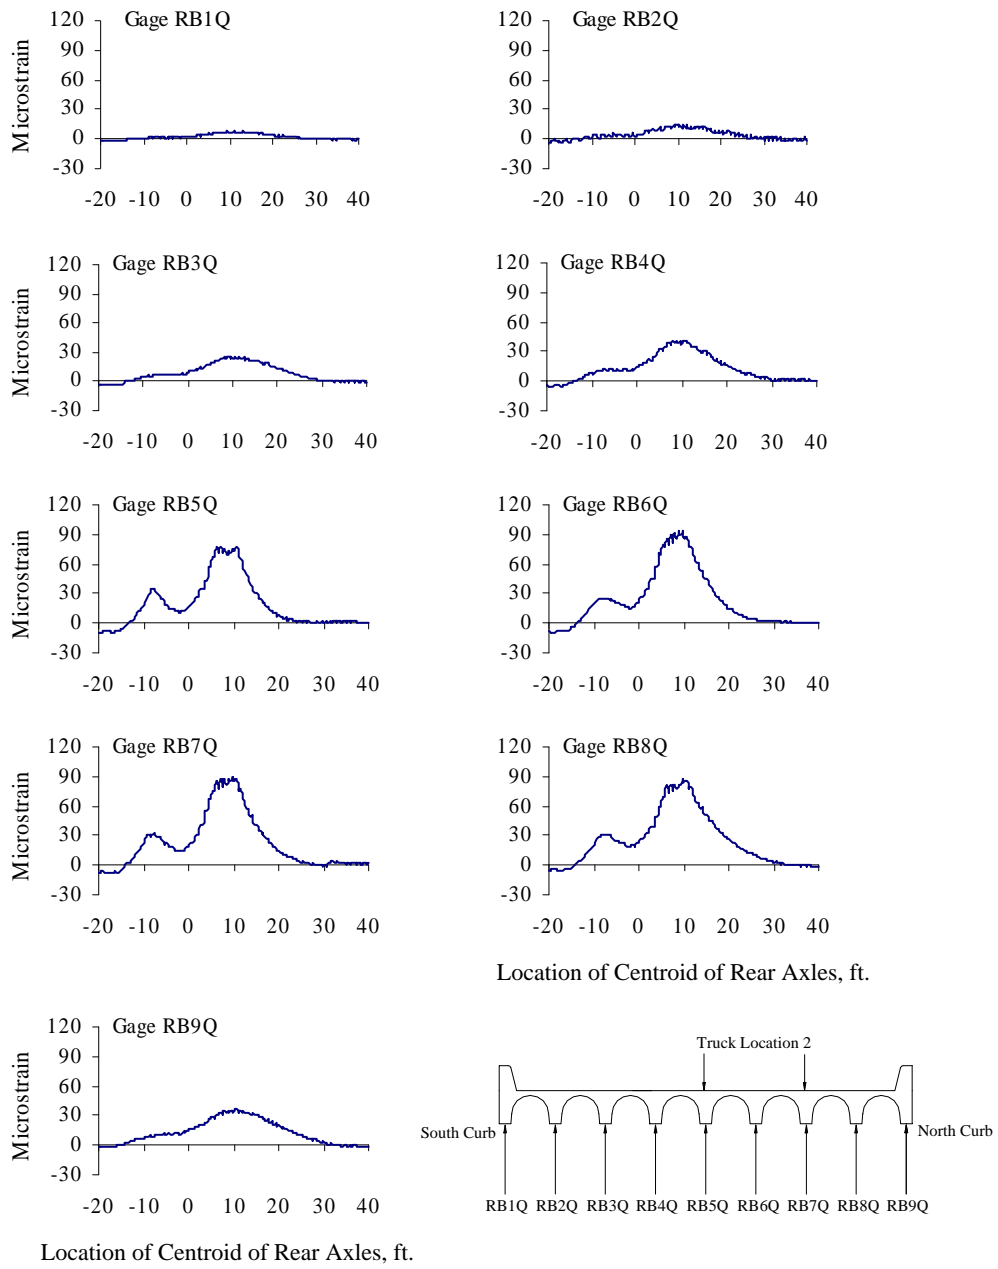 Gage RB1Q
Microstrain
120
90
60
30
0
-30
-20 -10 0 10 20 30 40
Gage RB2Q
120
90
60
30
0
-30
-20 -10 0 10 20 30 40
Gage RB3Q
Microstrain
120
90
60
30
0
-30
-20 -10 0 10 20 30 40
Gage RB4Q
120
90
60
30
0
-30
-20 -10 0 10 20 30 40
Gage RB5Q
Microstrain
120
90
60
30
0
-30
-20 -10 0 10 20 30 40
Gage RB6Q
120
90
60
30
0
-30
-20 -10 0 10 20 30 40
Gage RB7Q
Microstrain
120
90
60
30
0
-30
-20 -10 0 10 20 30 40
Gage RB8Q
120
90
60
30
0
-30
-20 -10 0 10 20 30 40
Location of Centroid of Rear Axles, ft.
Gage RB9Q
Microstrain
120
90
60
30
0
-30
-20 -10 0 10 20 30 40
Location of Centroid of Rear Axles, ft.
Truck Location 2
South Curb
North Curb
RB1Q RB2Q RB3Q RB4Q RB5Q RB6Q RB7Q RB8Q RB9Q